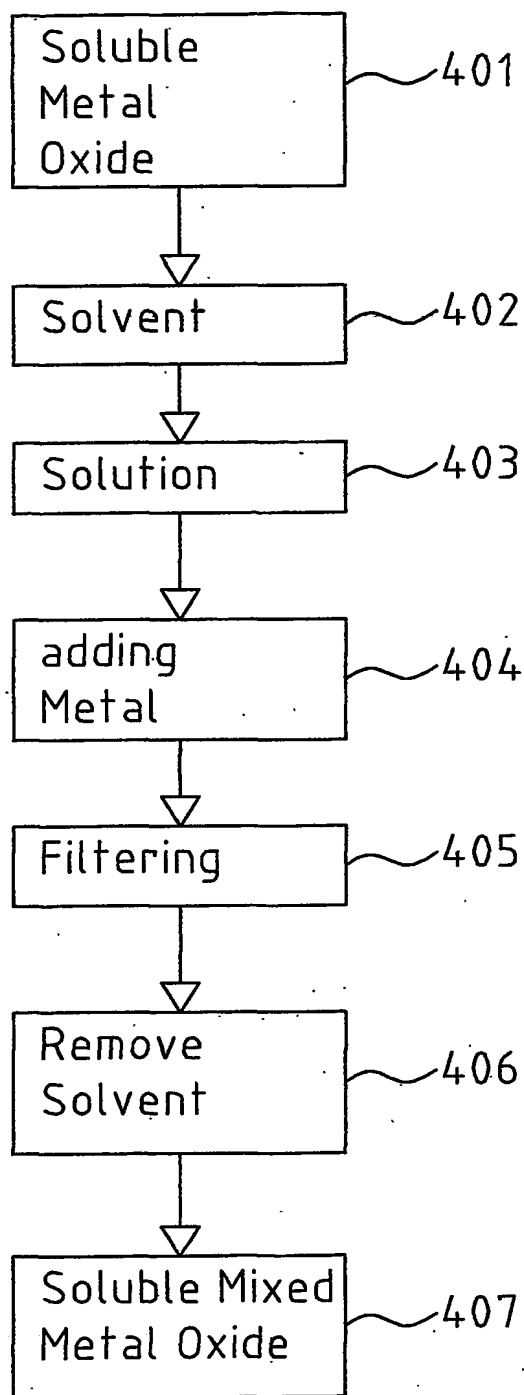 Soluble
Metal
Oxide
401
Solvent
402
Solution
403
adding
Metal
404
Filtering
405
Remove
Solvent
406
Soluble Mixed
Metal Oxide
407